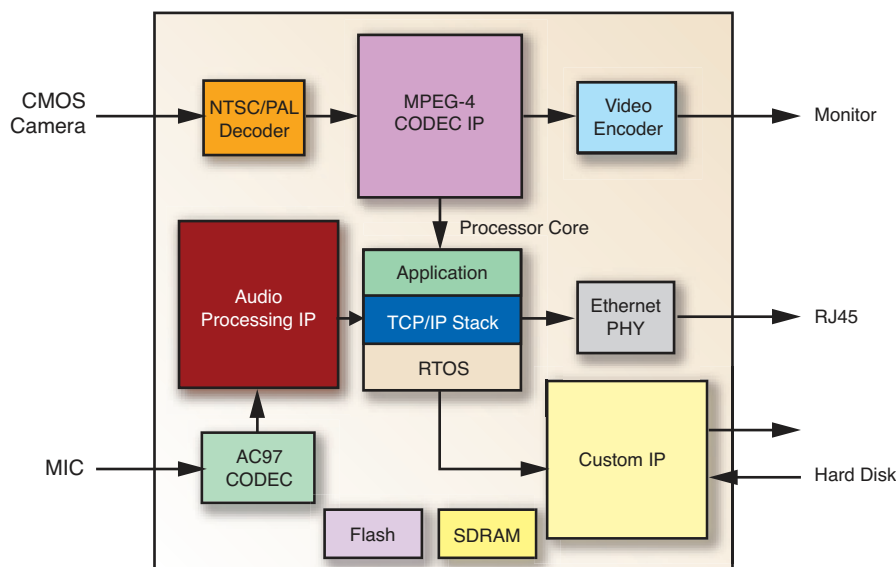 CMOS
Camera
NTSC/PAL
Decoder
MPEG-4
CODEC IP
Video
Encoder
Monitor
Processor Core
Audio
Processing IP
Application
TCP/IP Stack
RTOS
Ethernet
PHY
RJ45
MIC
AC97
CODEC
Custom IP
Hard Disk
Flash
SDRAM